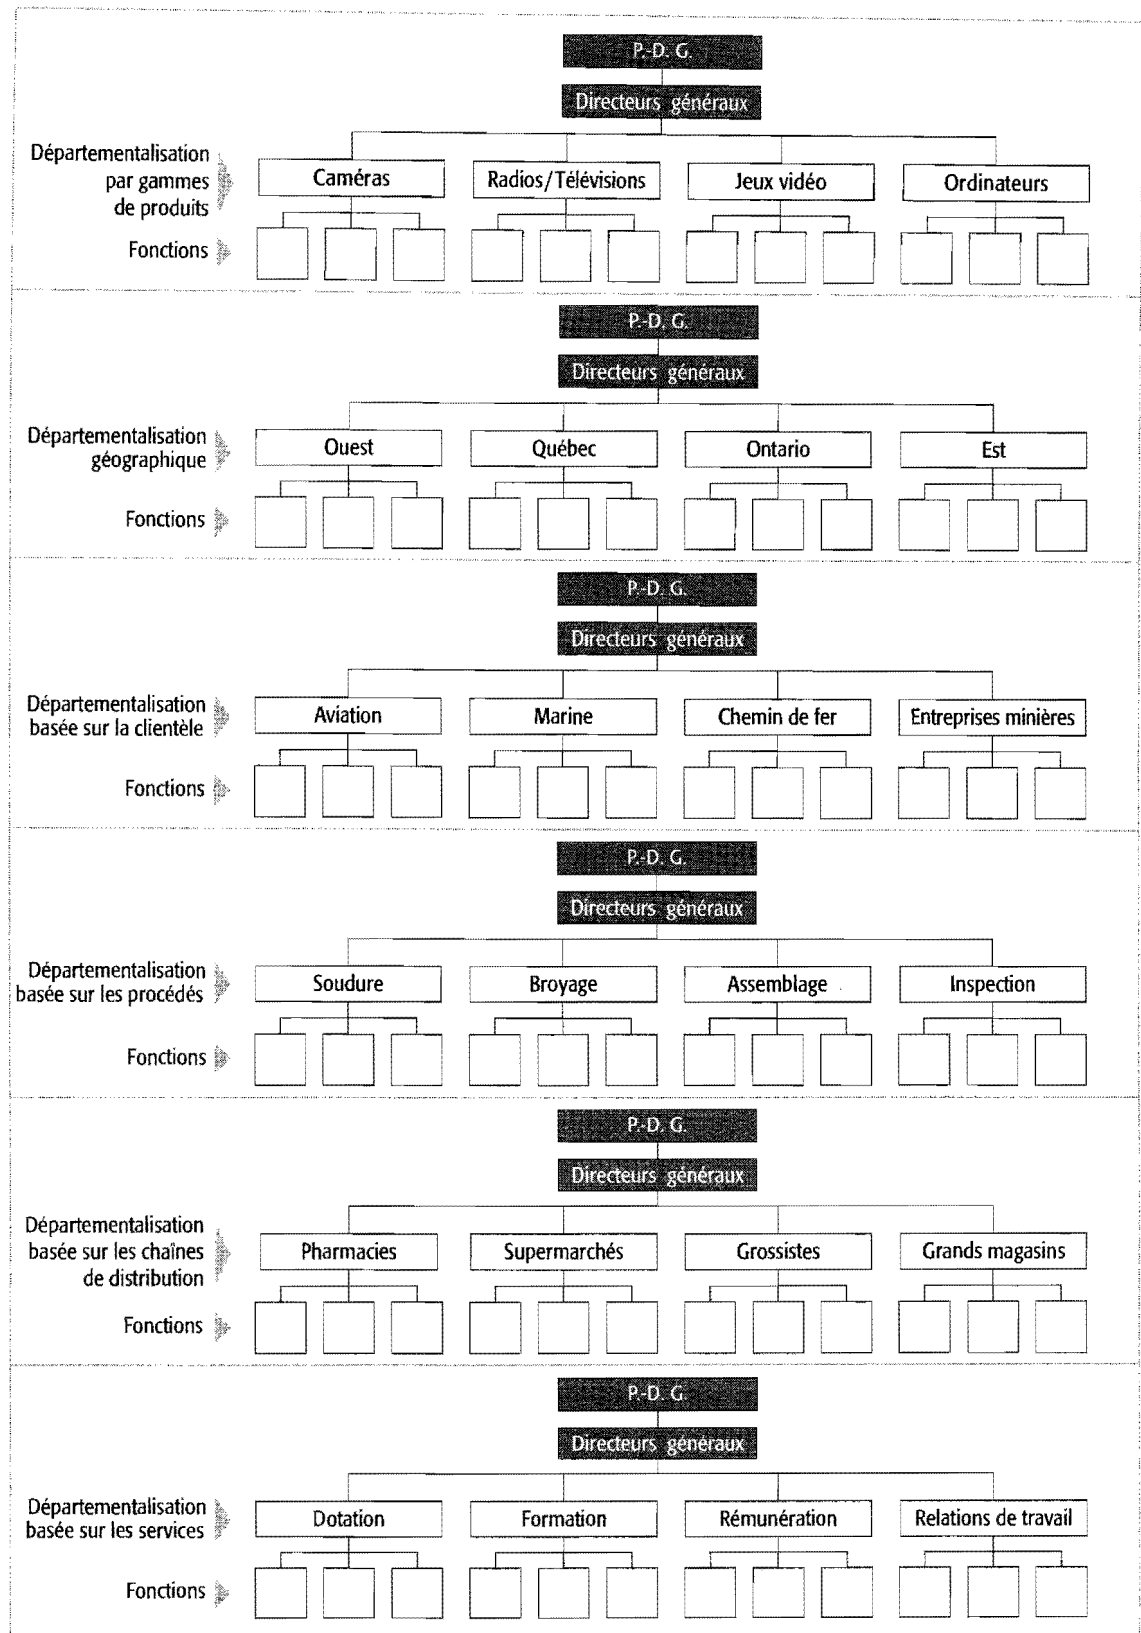 P.-D. G.
Directeurs généraux
Départementalisation
par gammes
de produits
Caméras
Radios/Télévisions
Jeux vidéo
Ordinateurs
Fonctions
P.-D. G.
Directeurs généraux
Départementalisation
géographique
Ouest
Québec
Ontario
Est
Fonctions
P.-D. G.
Directeurs généraux
Départementalisation
basée sur la clientèle
Aviation
Marine
Chemin de fer
Entreprises minières
Fonctions
P.-D. G.
Directeurs généraux
Départementalisation
basée sur les procédés
Soudure
Broyage
Assemblage
Inspection
Fonctions
P.-D. G.
Directeurs généraux
Départementalisation
basée sur les chaînes
de distribution
Pharmacies
Supermarchés
Grossistes
Grands magasins
Fonctions
P.-D. G.
Directeurs généraux
Départementalisation
basée sur les services
Dotation
Formation
Rémunération
Relations de travail
Fonctions